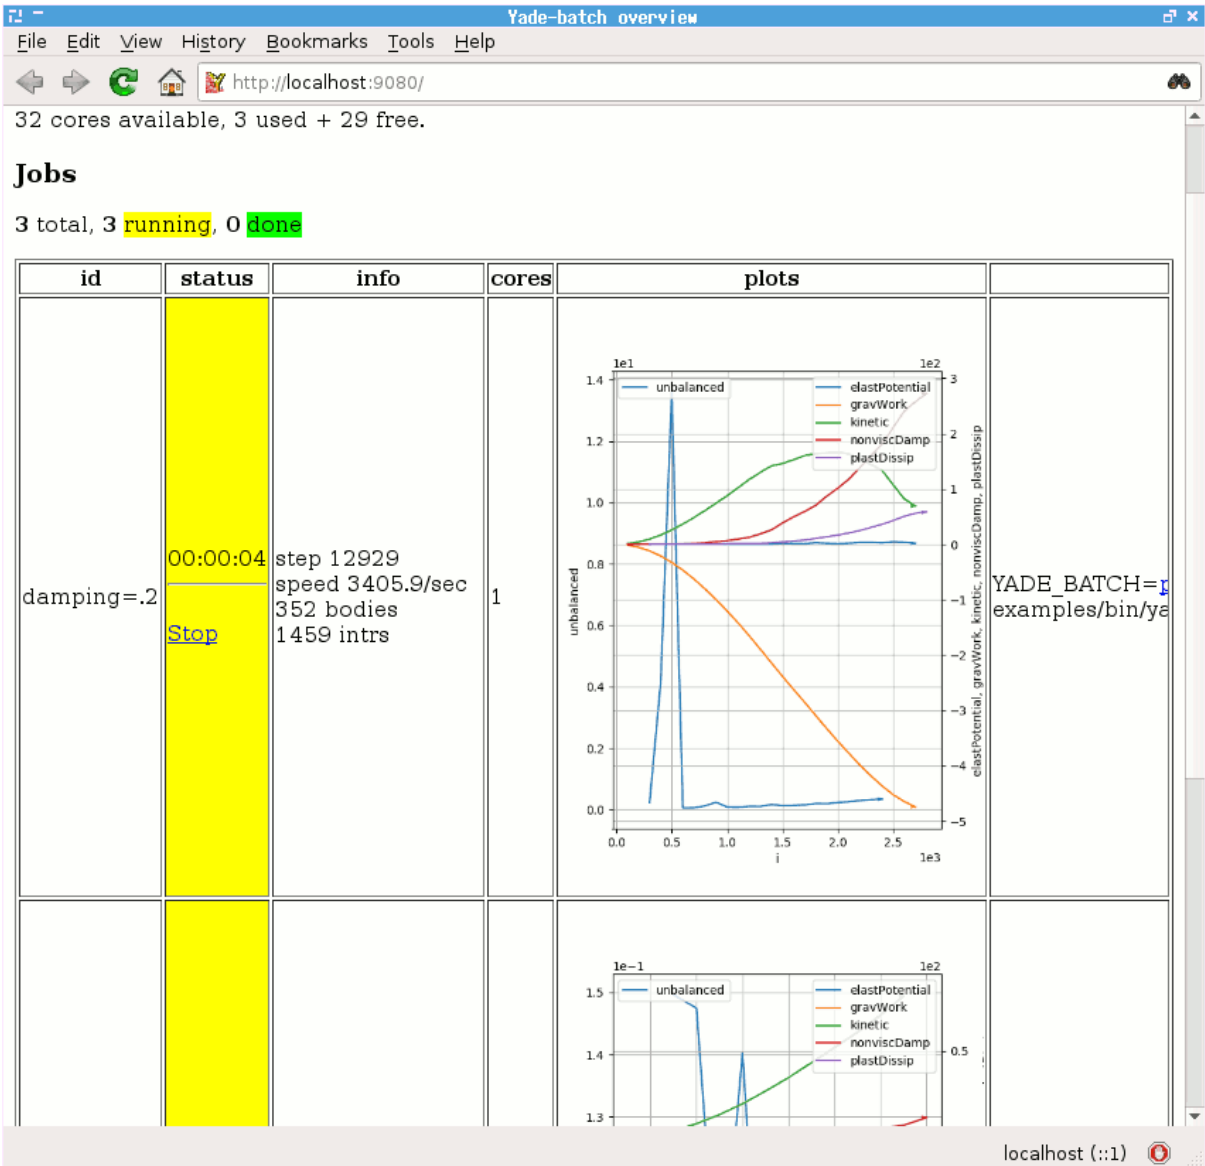 Yade-batch overview
File Edit View History Bookmarks Tools Help
http://localhost:9080/
32 cores available, 3 used + 29 free.
Jobs
3 total, 3 running, 0 done
id status info cores plots
damping=.2
00:00:04
Stop
step 12929
speed 3405.9/sec
352 bodies
1459 intrs
1
1e1 1e2
unbalanced
elastPotential
gravWork
kinetic
nonviscDamp
plastDissip
1.4
1.2
1.0
0.8
0.6
0.4
0.2
0.0
unbalanced
3
2
1
0
−1
−2
−3
−4
−5
elastPotential, gravWork, kinetic, nonviscDamp, plastDissip
0.0 0.5 1.0 1.5 2.0 2.5
i 1e3
YADE_BATCH=p
examples/bin/ya
1e−1 1e2
unbalanced
elastPotential
gravWork
kinetic
nonviscDamp
plastDissip
1.5
1.4
1.3
0.5
localhost (::1)